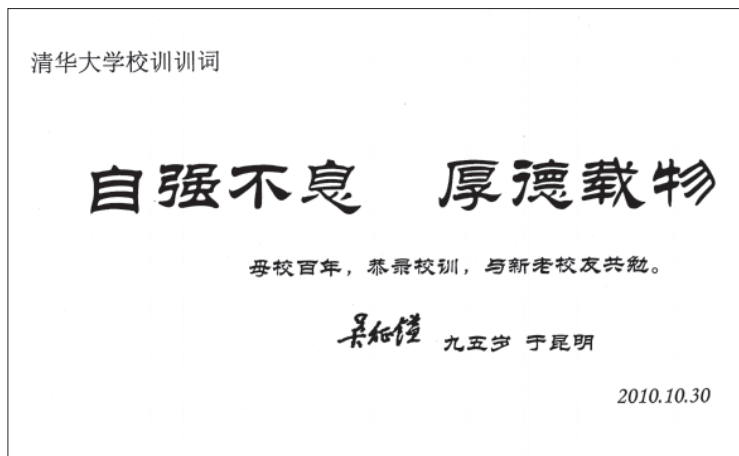 清华大学校训训词
自强不息 厚德载物
母校百年，恭录校训，与新老校友共勉。
吴征镒 九五岁 于昆明
2010.10.30